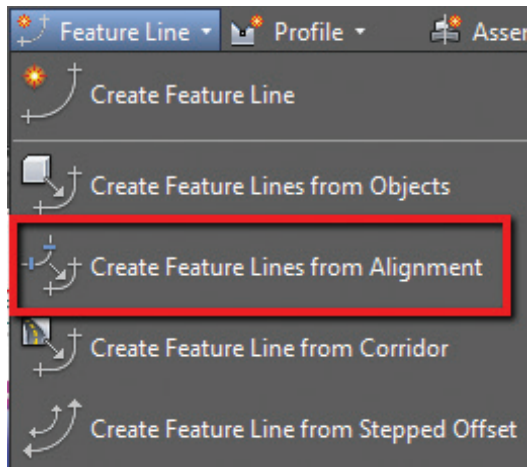 Feature Line Profile Asser
Create Feature Line
Create Feature Lines from Objects
Create Feature Lines from Alignment
Create Feature Line from Corridor
Create Feature Line from Stepped Offset